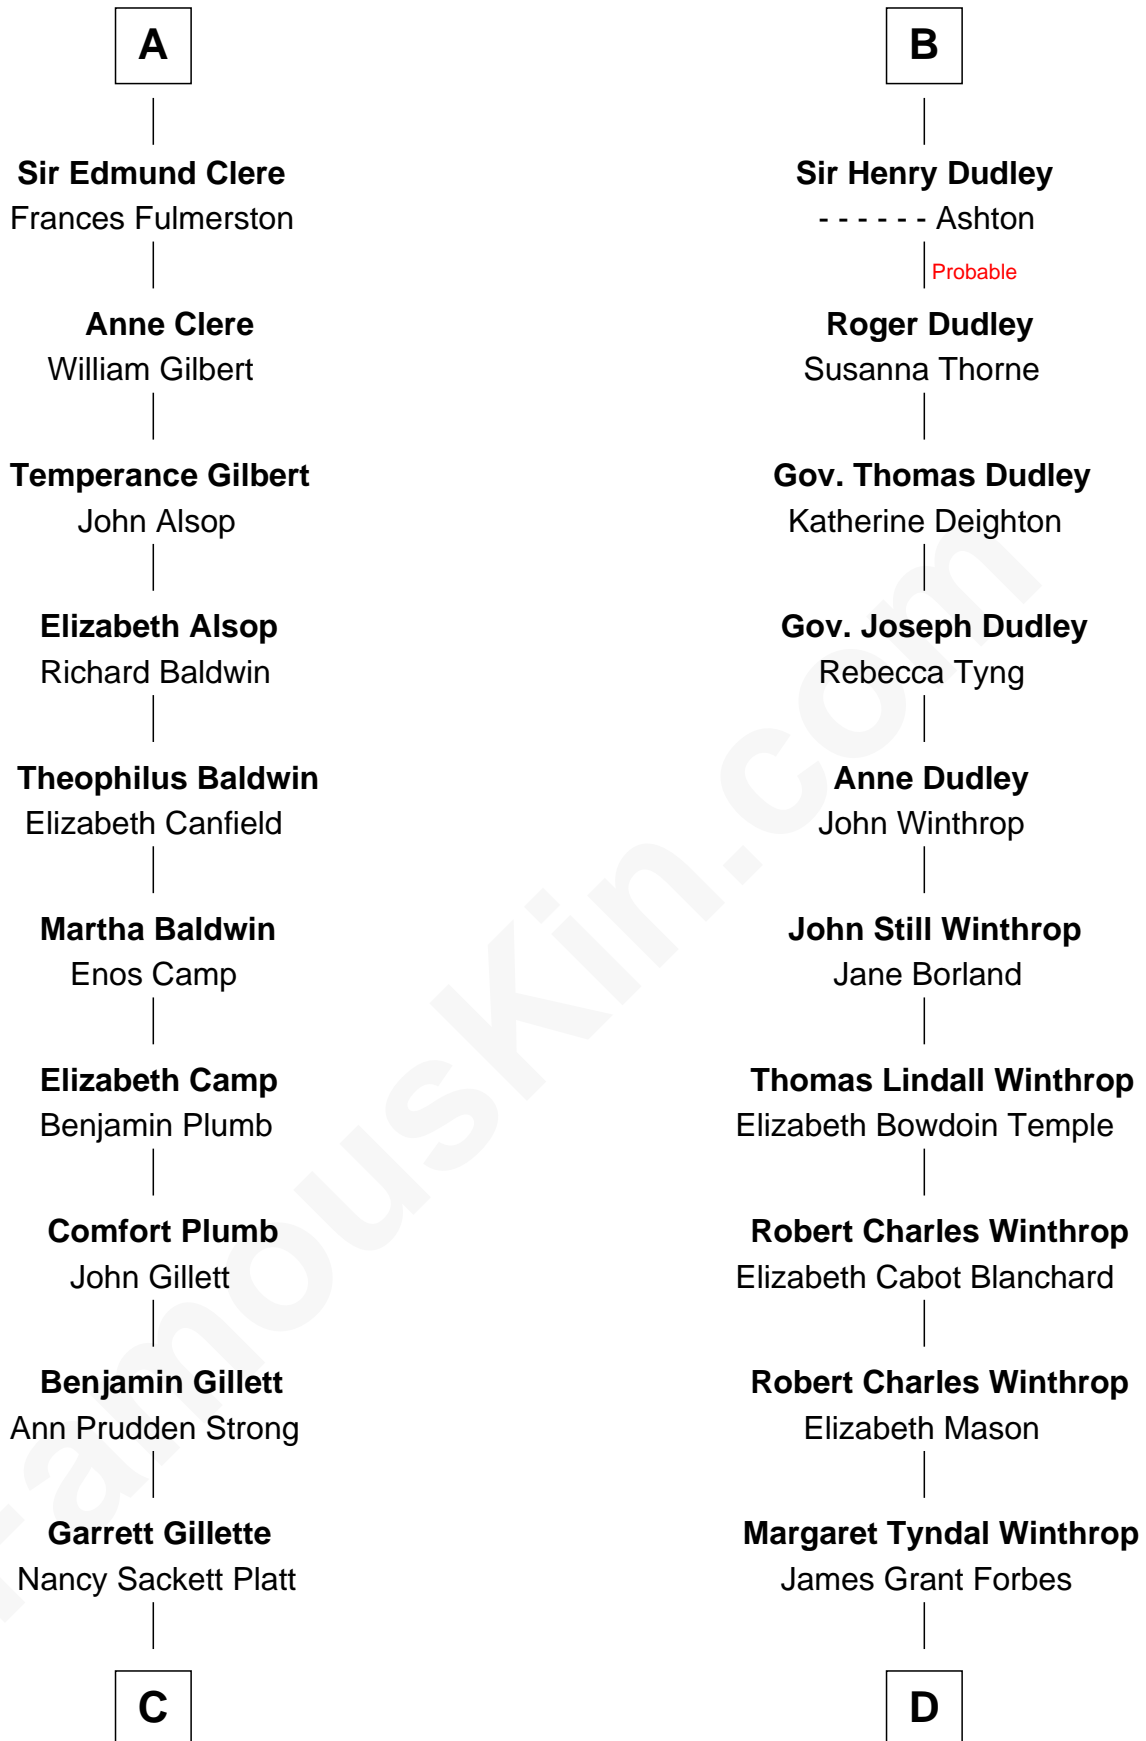 A
Sir Edmund Clere
Frances Fulmerston
Anne Clere
William Gilbert
Temperance Gilbert
John Alsop
Elizabeth Alsop
Richard Baldwin
Theophilus Baldwin
Elizabeth Canfield
Martha Baldwin
Enos Camp
Elizabeth Camp
Benjamin Plumb
Comfort Plumb
John Gillett
Benjamin Gillett
Ann Prudden Strong
Garrett Gillette
Nancy Sackett Platt
C
B
Sir Henry Dudley
- - - - - - Ashton
Probable
Roger Dudley
Susanna Thorne
Gov. Thomas Dudley
Katherine Deighton
Gov. Joseph Dudley
Rebecca Tyng
Anne Dudley
John Winthrop
John Still Winthrop
Jane Borland
Thomas Lindall Winthrop
Elizabeth Bowdoin Temple
Robert Charles Winthrop
Elizabeth Cabot Blanchard
Robert Charles Winthrop
Elizabeth Mason
Margaret Tyndal Winthrop
James Grant Forbes
D
FamousKin.com